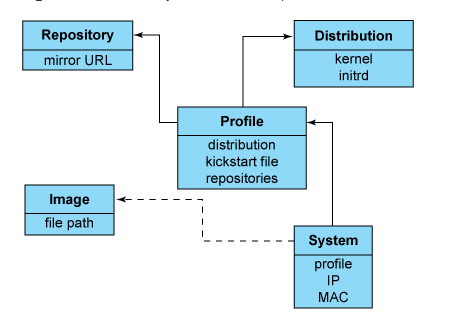 Repository
mirror URL
Distribution
kernel
initrd
Profile
distribution
kickstart file
repositories
Image
file path
System
profile
IP
MAC